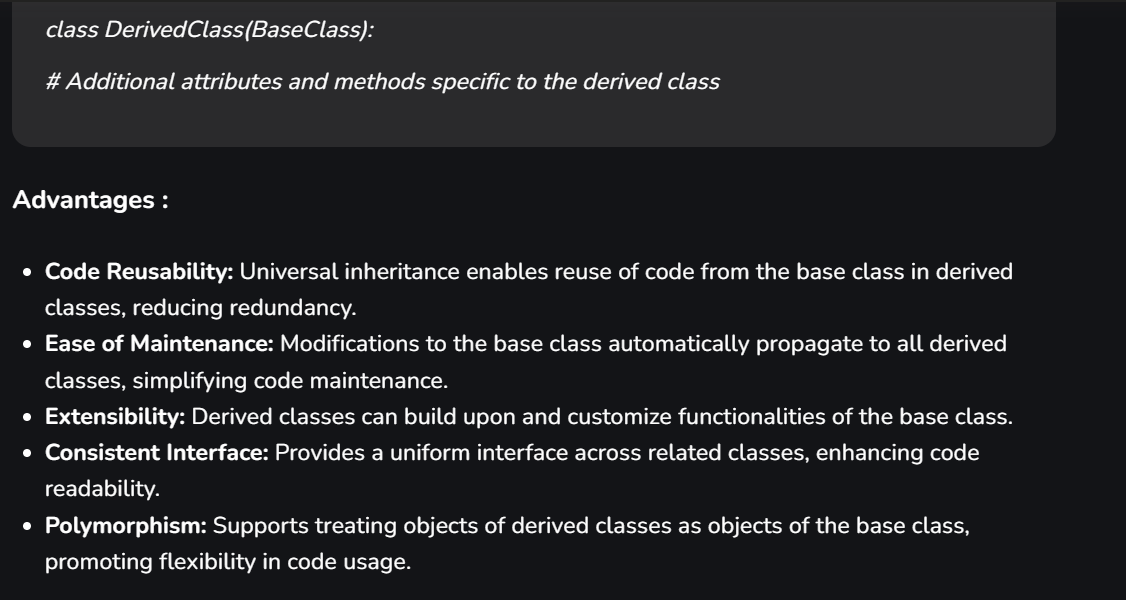 class DerivedClass(BaseClass):
# Additional attributes and methods specific to the derived class
Advantages :
• Code Reusability: Universal inheritance enables reuse of code from the base class in derived
classes, reducing redundancy.
• Ease of Maintenance: Modifications to the base class automatically propagate to all derived
classes, simplifying code maintenance.
• Extensibility: Derived classes can build upon and customize functionalities of the base class.
• Consistent Interface: Provides a uniform interface across related classes, enhancing code
readability.
• Polymorphism: Supports treating objects of derived classes as objects of the base class,
promoting flexibility in code usage.